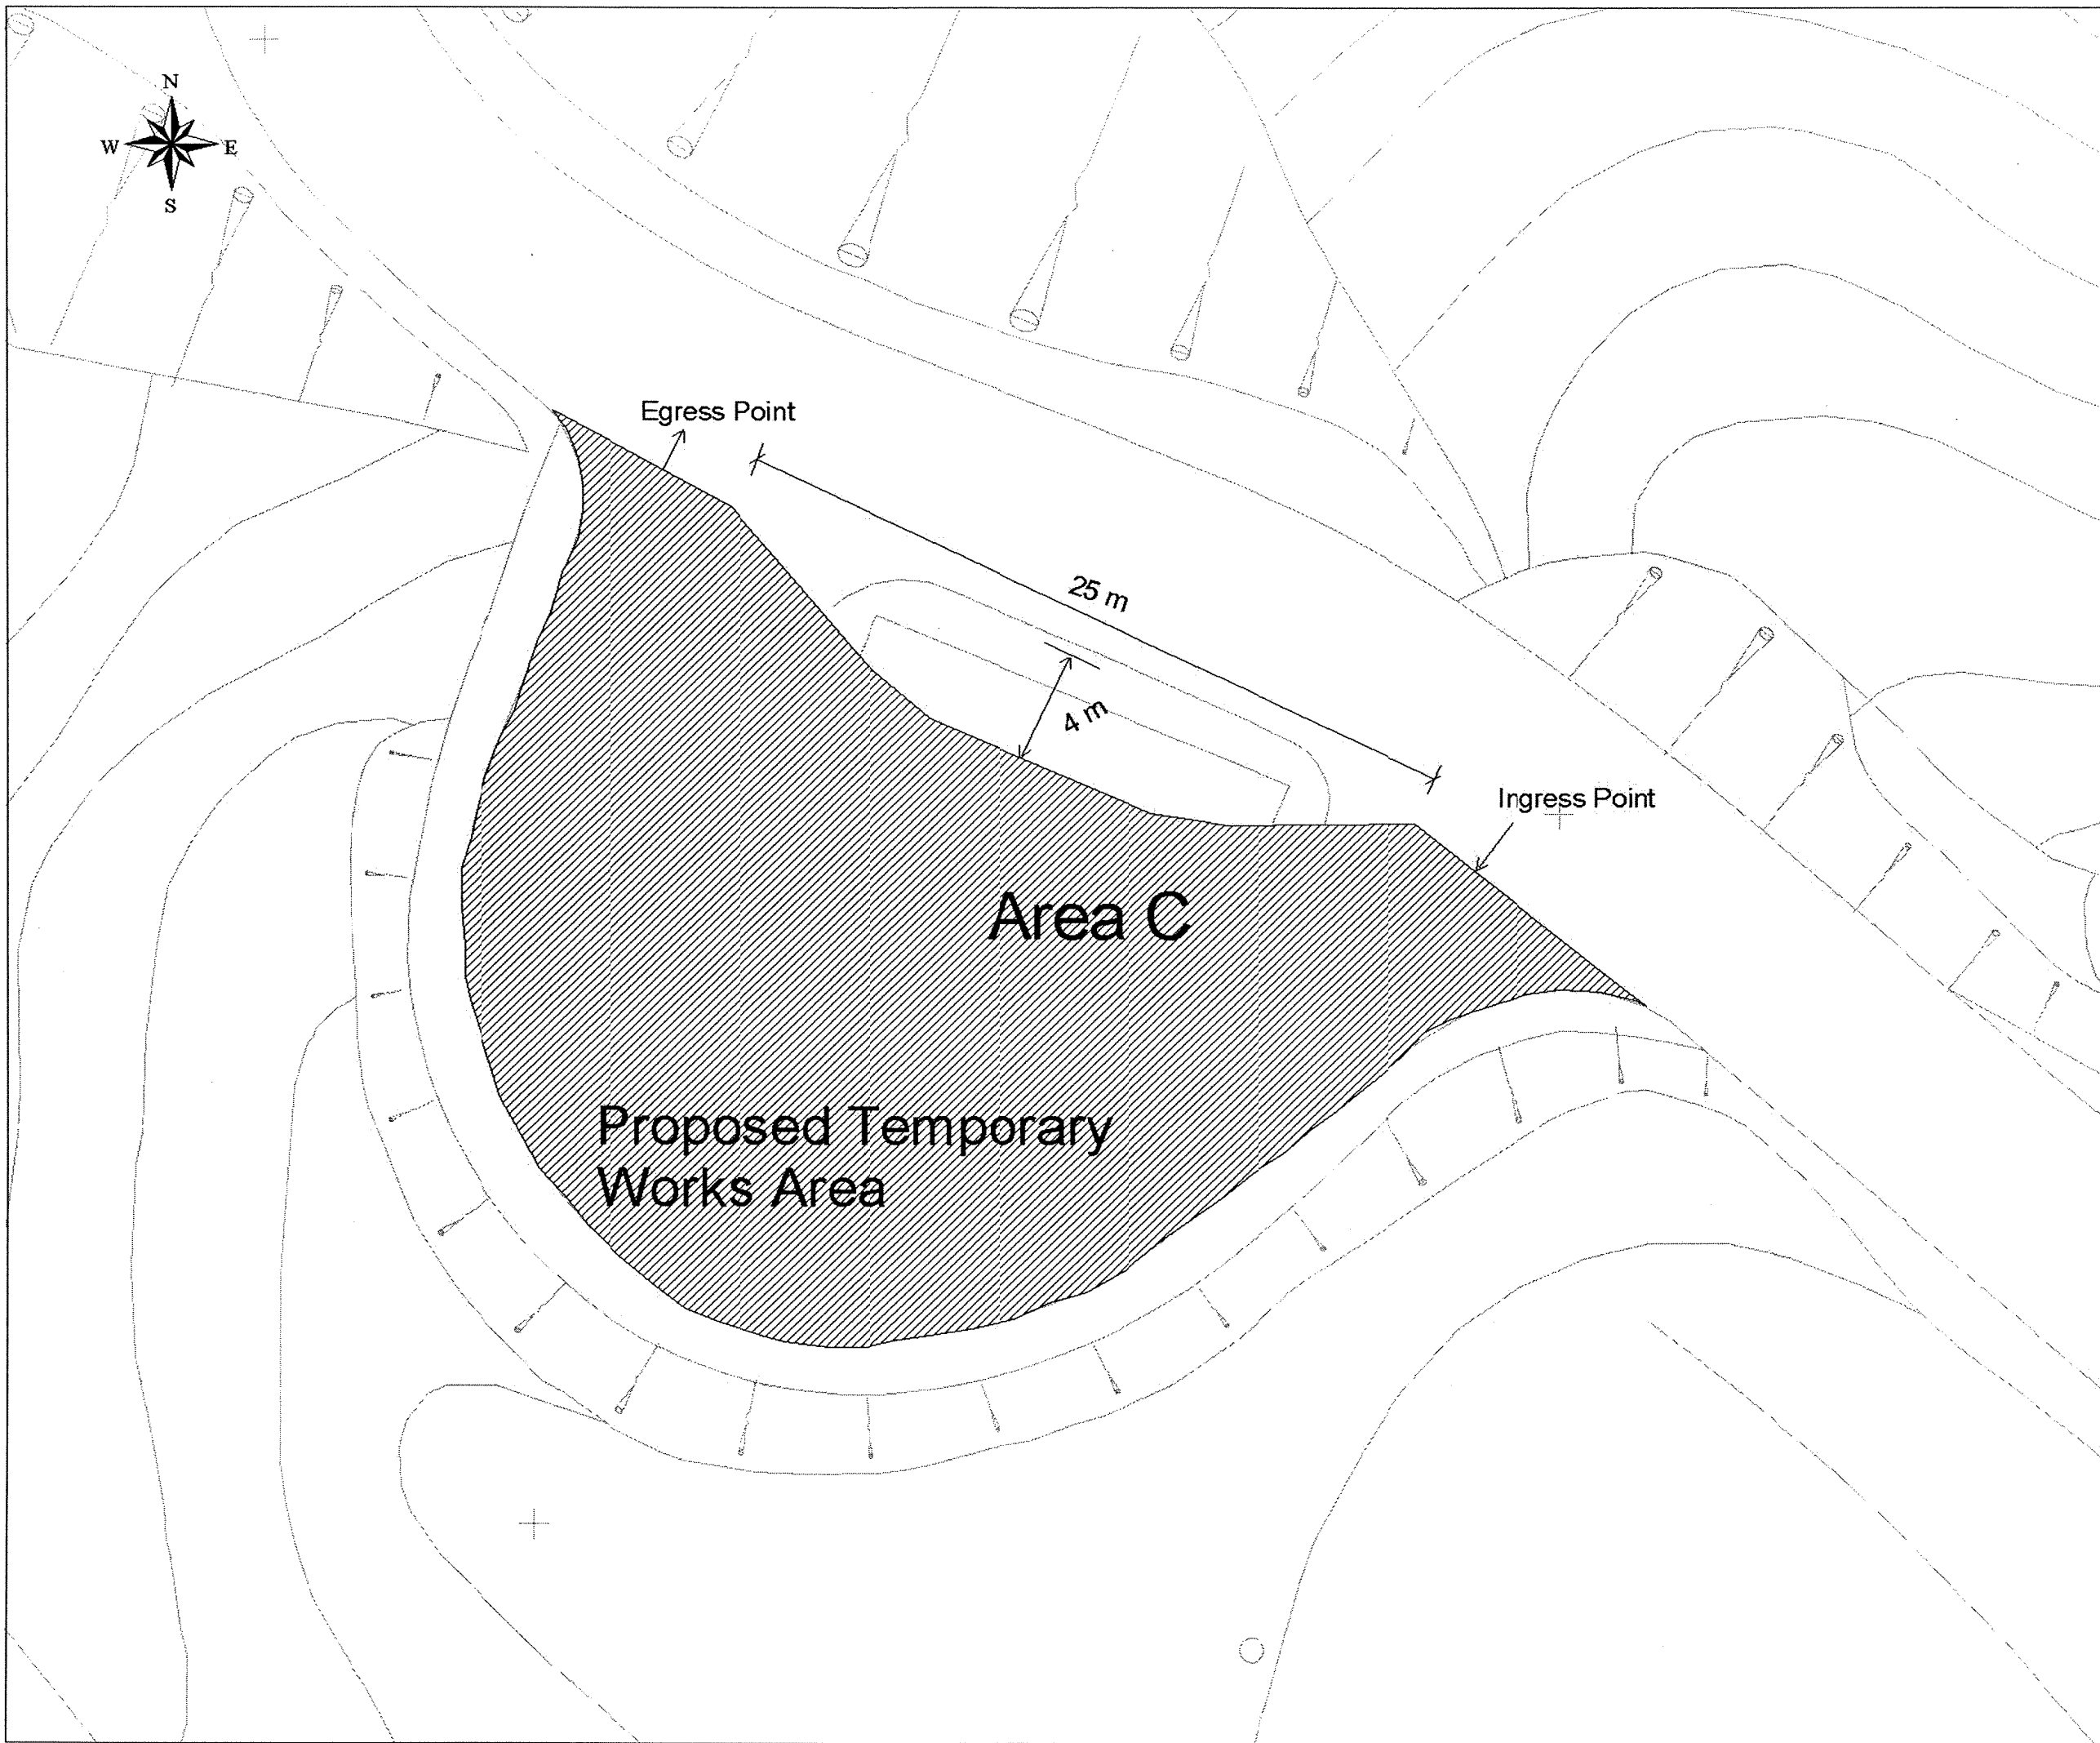 N
W E
S
Egress Point
25 m
4 m
Ingress Point
Area C
Proposed Temporary
Works Area